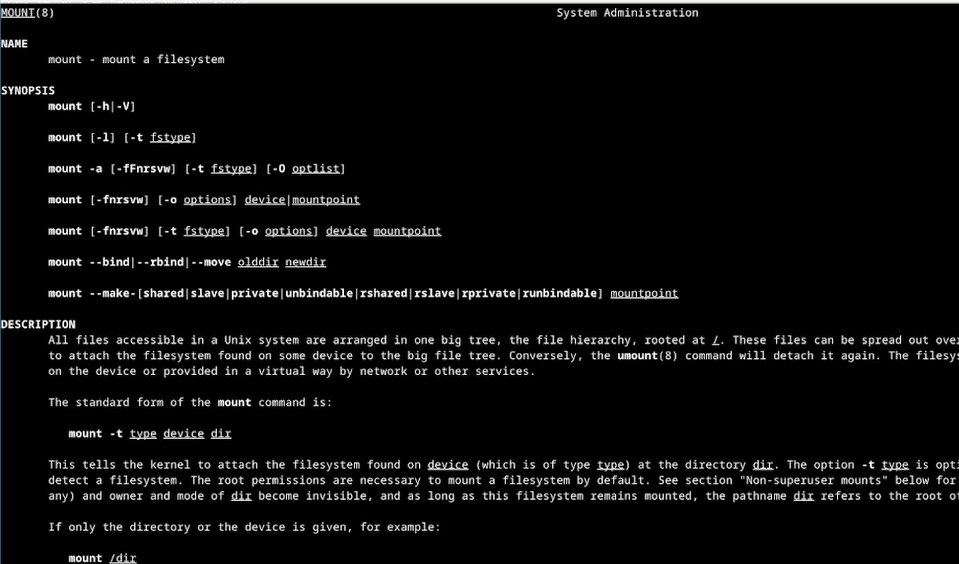 MOUNT(8) System Administration
NAME
mount - mount a filesystem
SYNOPSIS
mount [-h|-V]
mount [-l] [-t fstype]
mount -a [-fFnrsvw] [-t fstype] [-O optlist]
mount [-fnrsvw] [-o options] device|mountpoint
mount [-fnrsvw] [-t fstype] [-o options] device mountpoint
mount --bind|--rbind|--move olddir newdir
mount --make-[shared|slave|private|unbindable|rshared|rslave|rprivate|runbindable] mountpoint
DESCRIPTION
All files accessible in a Unix system are arranged in one big tree, the file hierarchy, rooted at /. These files can be spread out over
to attach the filesystem found on some device to the big file tree. Conversely, the umount(8) command will detach it again. The filesys
on the device or provided in a virtual way by network or other services.
The standard form of the mount command is:
mount -t type device dir
This tells the kernel to attach the filesystem found on device (which is of type type) at the directory dir. The option -t type is opti
detect a filesystem. The root permissions are necessary to mount a filesystem by default. See section "Non-superuser mounts" below for
any) and owner and mode of dir become invisible, and as long as this filesystem remains mounted, the pathname dir refers to the root of
If only the directory or the device is given, for example:
mount /dir